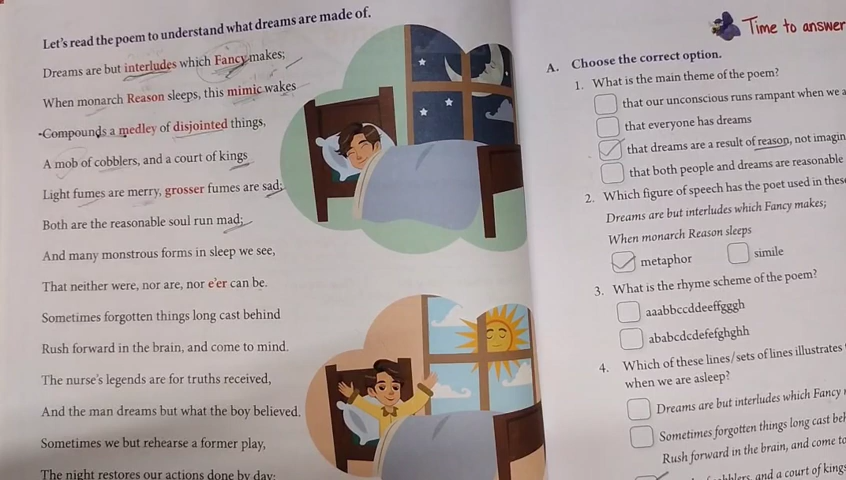 Let's read the poem to understand what dreams are made of.
Dreams are but interludes which Fancy makes;
When monarch Reason sleeps, this mimic wakes
Compounds a medley of disjointed things,
A mob of cobblers, and a court of kings
Light fumes are merry, grosser fumes are sad;
Both are the reasonable soul run mad;
And many monstrous forms in sleep we see,
That neither were, nor are, nor e'er can be.
Sometimes forgotten things long cast behind
Rush forward in the brain, and come to mind.
The nurse's legends are for truths received,
And the man dreams but what the boy believed.
Sometimes we but rehearse a former play,
The night restores our actions done by day;
Time to answer
A. Choose the correct option.
1. What is the main theme of the poem?
that our unconscious runs rampant when we a
that everyone has dreams
that dreams are a result of reason, not imagin
that both people and dreams are reasonable
2. Which figure of speech has the poet used in these
Dreams are but interludes which Fancy makes;
When monarch Reason sleeps
metaphor simile
3. What is the rhyme scheme of the poem?
aaabbccddeeffgggh
ababcdcdefefghghh
4. Which of these lines/sets of lines illustrates
when we are asleep?
Dreams are but interludes which Fancy
Sometimes forgotten things long cast beh
Rush forward in the brain, and come to
cobblers, and a court of kings